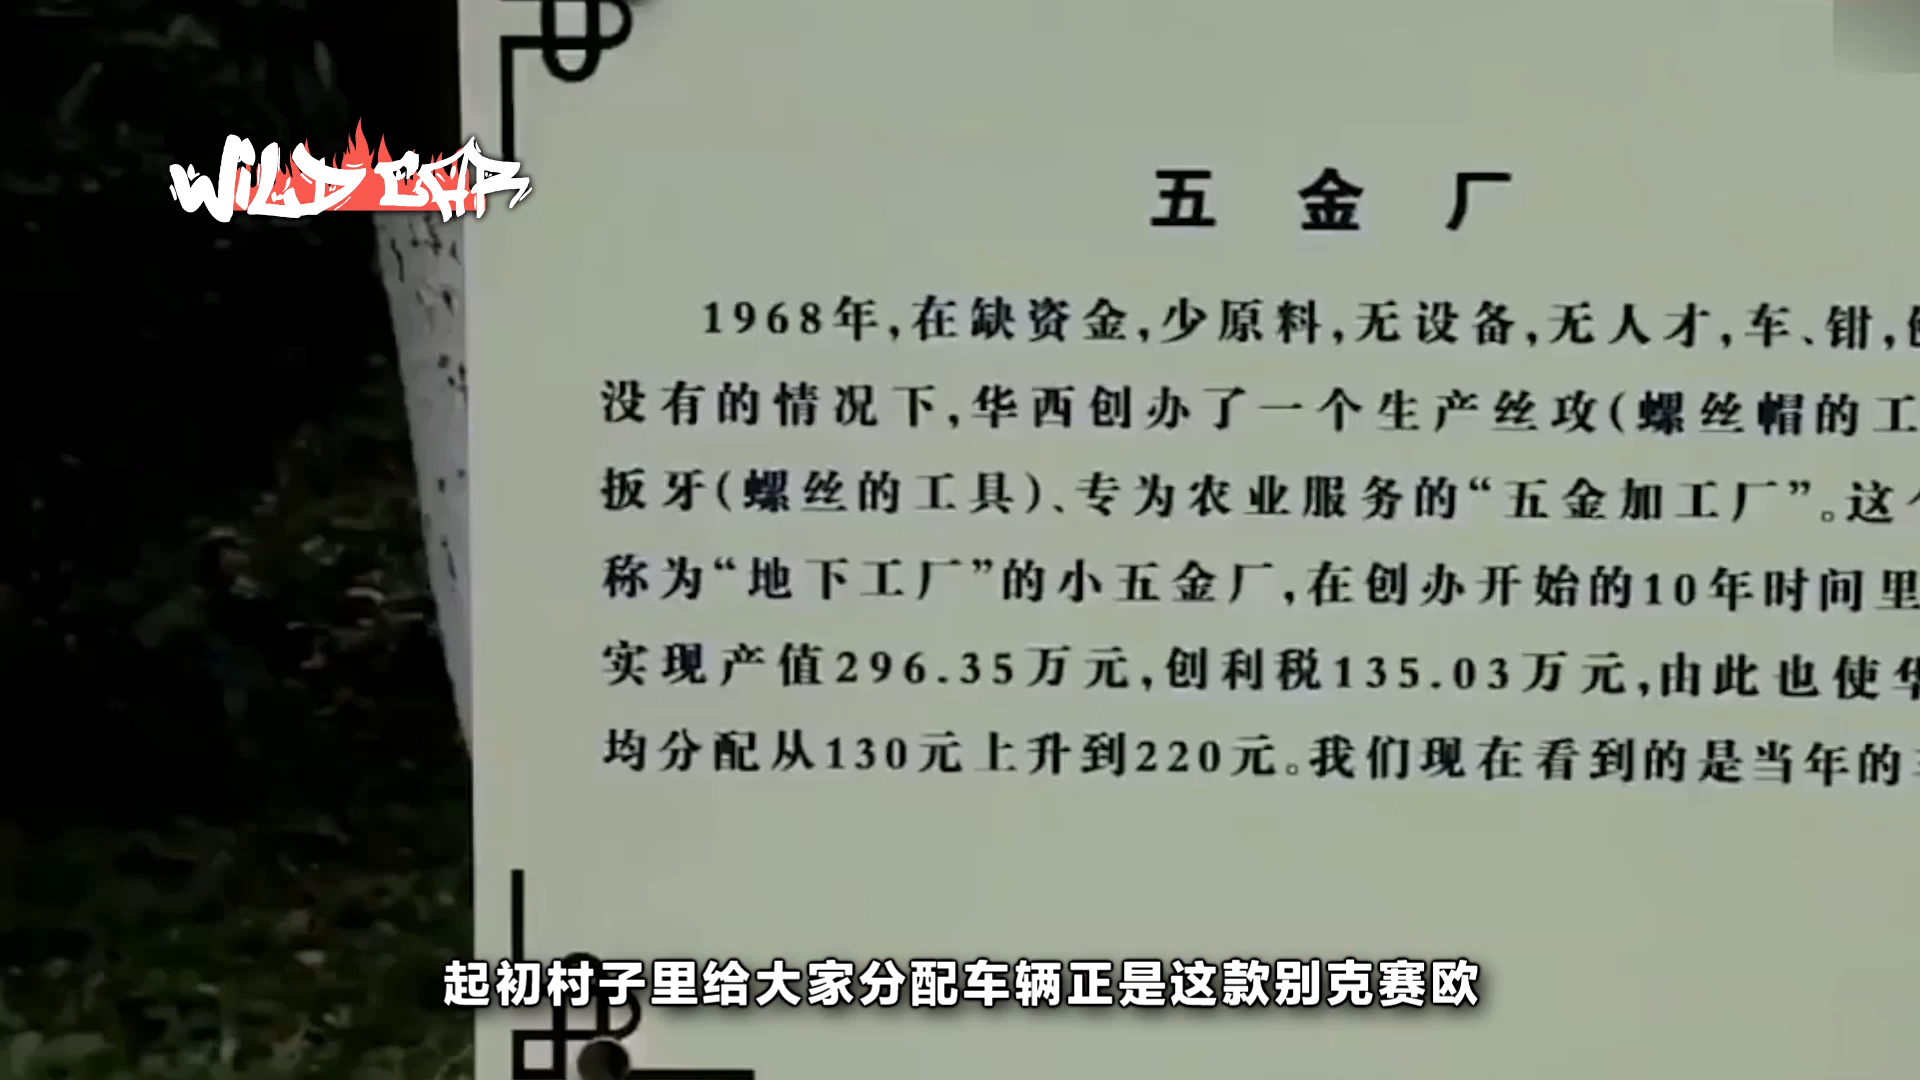 WILD CAR
五金厂
1968年,在缺资金,少原料,无设备,无人才,车、钳,
没有的情况下,华西创办了一个生产丝攻(螺丝帽的工
扳牙(螺丝的工具)、专为农业服务的“五金加工厂”。这
称为“地下工厂”的小五金厂,在创办开始的10年时间里
实现产值296.35万元,创利税135.03万元,由此也使华
均分配从130元上升到220元。我们现在看到的是当年的
起初村子里给大家分配车辆正是这款别克赛欧